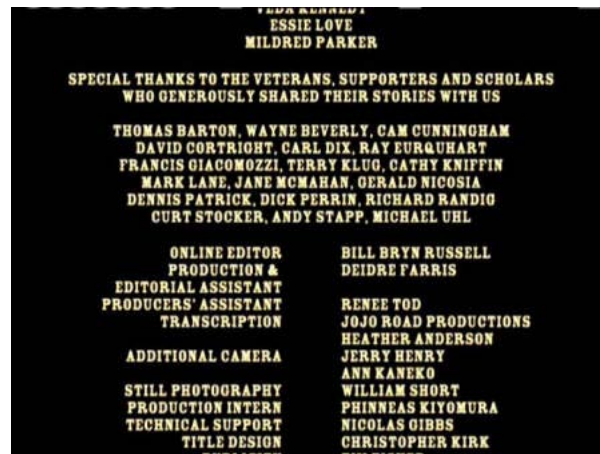 VEDA KENNEDY
ESSIE LOVE
MILDRED PARKER
SPECIAL THANKS TO THE VETERANS, SUPPORTERS AND SCHOLARS
WHO GENEROUSLY SHARED THEIR STORIES WITH US
THOMAS BARTON, WAYNE BEVERLY, CAM CUNNINGHAM
DAVID CORTRIGHT, CARL DIX, RAY EURQUHART
FRANCIS GIACOMOZZI, TERRY KLUG, CATHY KNIFFIN
MARK LANE, JANE MCMAHAN, GERALD NICOSIA
DENNIS PATRICK, DICK PERRIN, RICHARD RANDIG
CURT STOCKER, ANDY STAPP, MICHAEL UHL
ONLINE EDITOR BILL BRYN RUSSELL
PRODUCTION & DEIDRE FARRIS
EDITORIAL ASSISTANT
PRODUCERS' ASSISTANT RENEE TOD
TRANSCRIPTION JOJO ROAD PRODUCTIONS
HEATHER ANDERSON
ADDITIONAL CAMERA JERRY HENRY
ANN KANEKO
STILL PHOTOGRAPHY WILLIAM SHORT
PRODUCTION INTERN PHINNEAS KIYOMURA
TECHNICAL SUPPORT NICOLAS GIBBS
TITLE DESIGN CHRISTOPHER KIRK